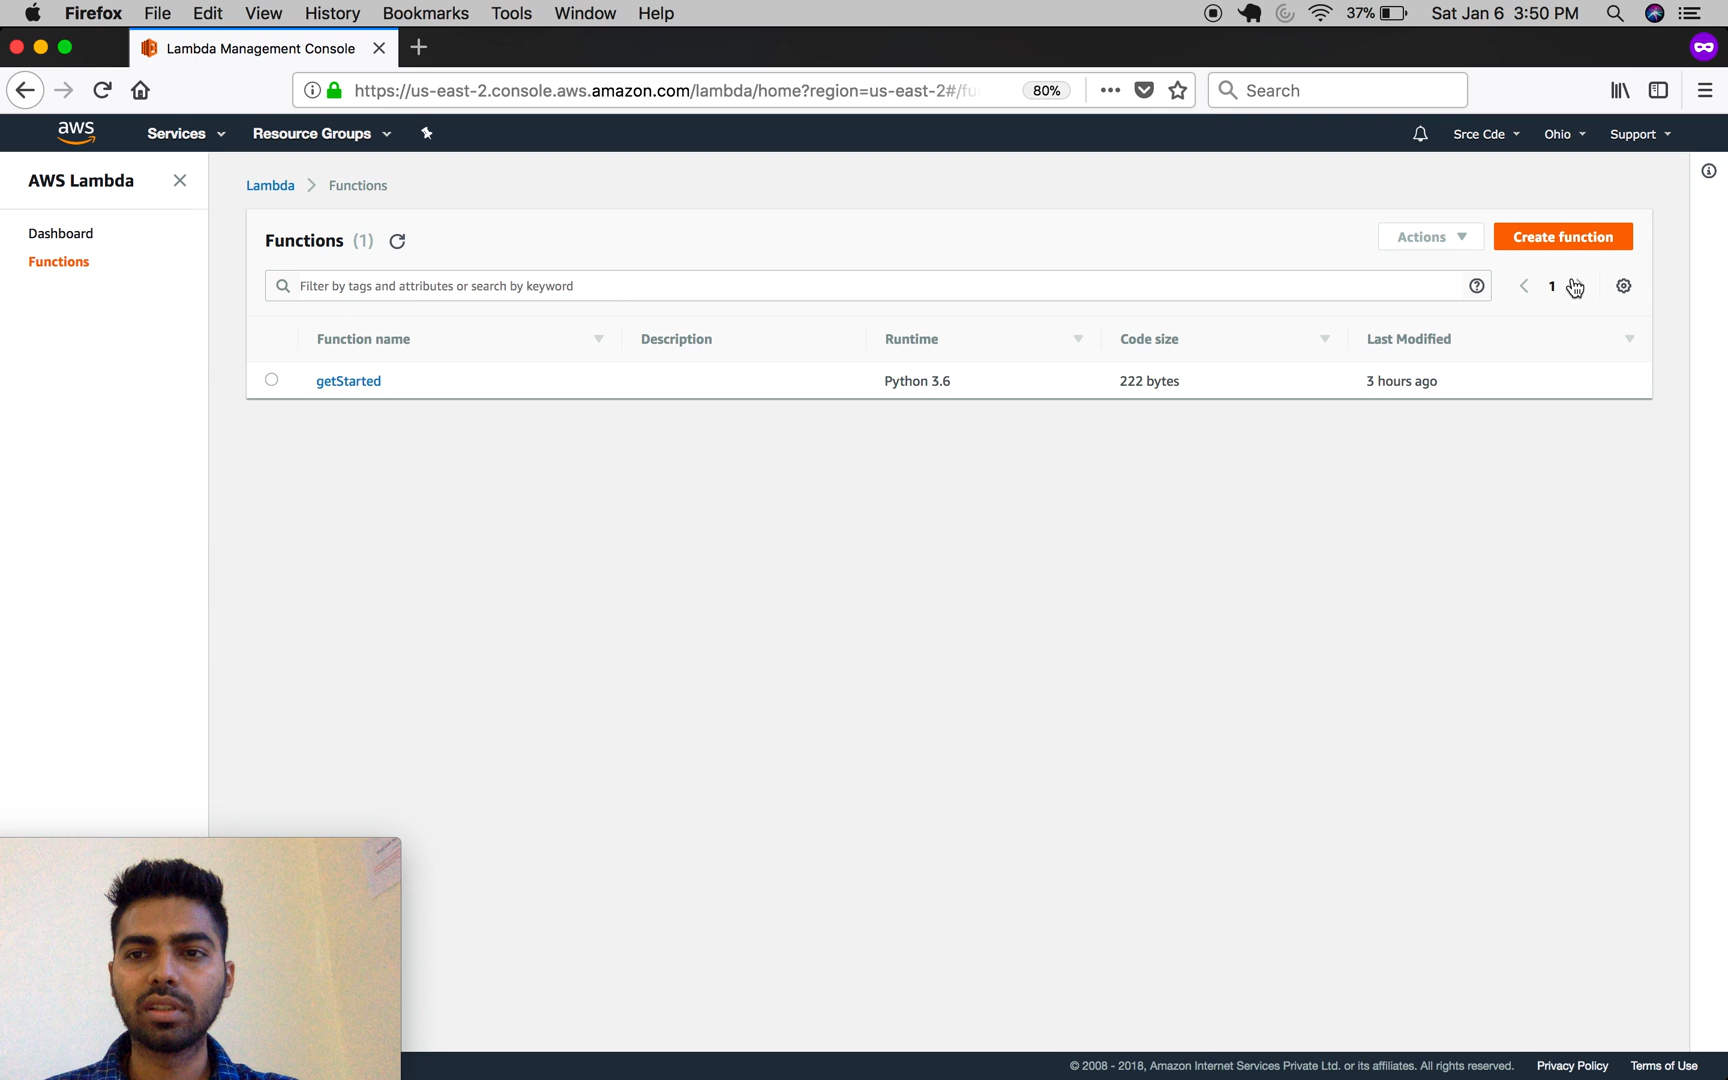 Firefox File Edit View History Bookmarks Tools Window Help 37% Sat Jan 6 3:50 PM
Lambda Management Console
https://us-east-2.console.aws.amazon.com/lambda/home?region=us-east-2#/fu 80% Search
aws Services Resource Groups Srce Cde Ohio Support
AWS Lambda
Dashboard
Functions
Lambda > Functions
Functions (1) Actions Create function
Filter by tags and attributes or search by keyword 1
Function name Description Runtime Code size Last Modified
getStarted Python 3.6 222 bytes 3 hours ago
© 2008 - 2018, Amazon Internet Services Private Ltd. or its affiliates. All rights reserved. Privacy Policy Terms of Use